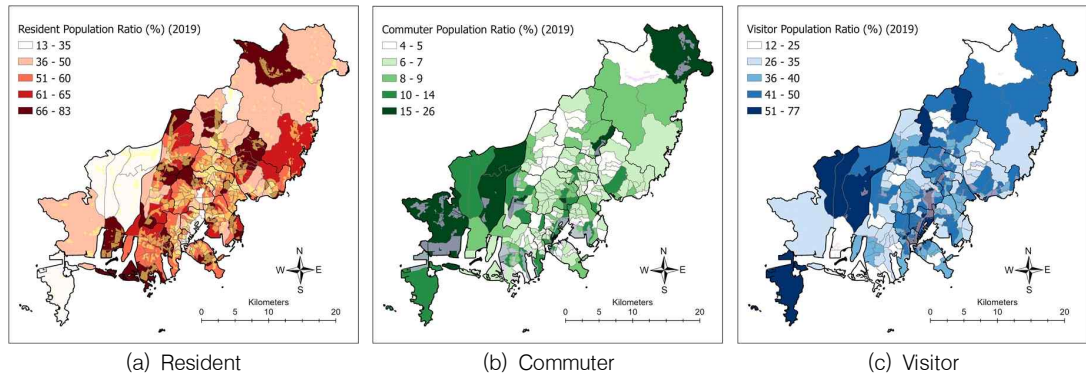 Resident Population Ratio (%) (2019)
13 - 35
36 - 50
51 - 60
61 - 65
66 - 83
N
W E
S
Kilometers
0 5 10 20
(a) Resident
Commuter Population Ratio (%) (2019)
4 - 5
6 - 7
8 - 9
10 - 14
15 - 26
N
W E
S
Kilometers
0 5 10 20
(b) Commuter
Visitor Population Ratio (%) (2019)
12 - 25
26 - 35
36 - 40
41 - 50
51 - 77
N
W E
S
Kilometers
0 5 10 20
(c) Visitor